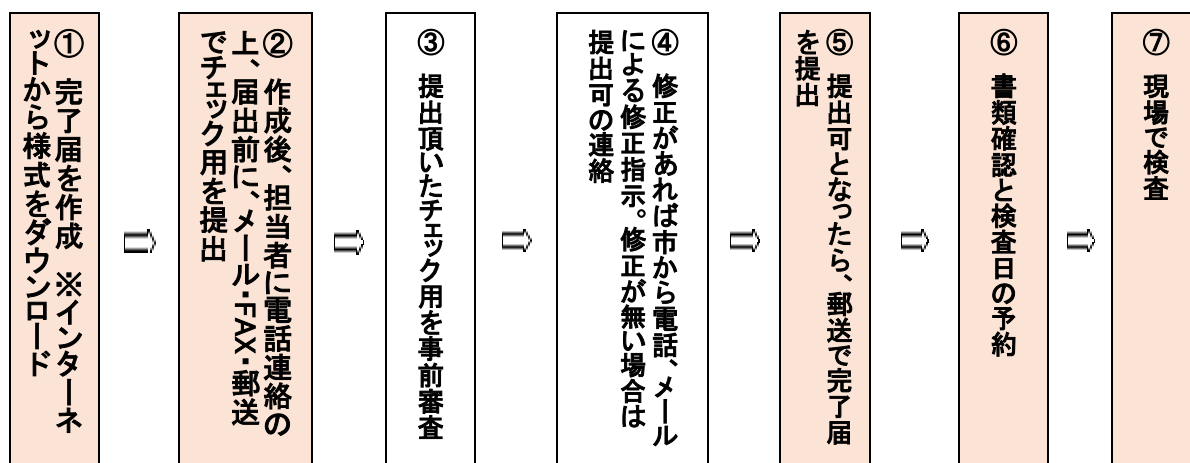 ① 完了届を作成 ※インターネ
ットから様式をダウンロード
⇨
② 作成後、担当者に電話連絡の
上、届出前に、メール・FAX・郵送
でチェック用を提出
⇨
③ 提出頂いたチェック用を事前審査
⇨
④ 修正があれば市から電話、メール
による修正指示。修正が無い場合は
提出可の連絡
⇨
⑤ 提出可となったら、郵送で完了届
を提出
⇨
⑥ 書類確認と検査日の予約
⇨
⑦ 現場で検査